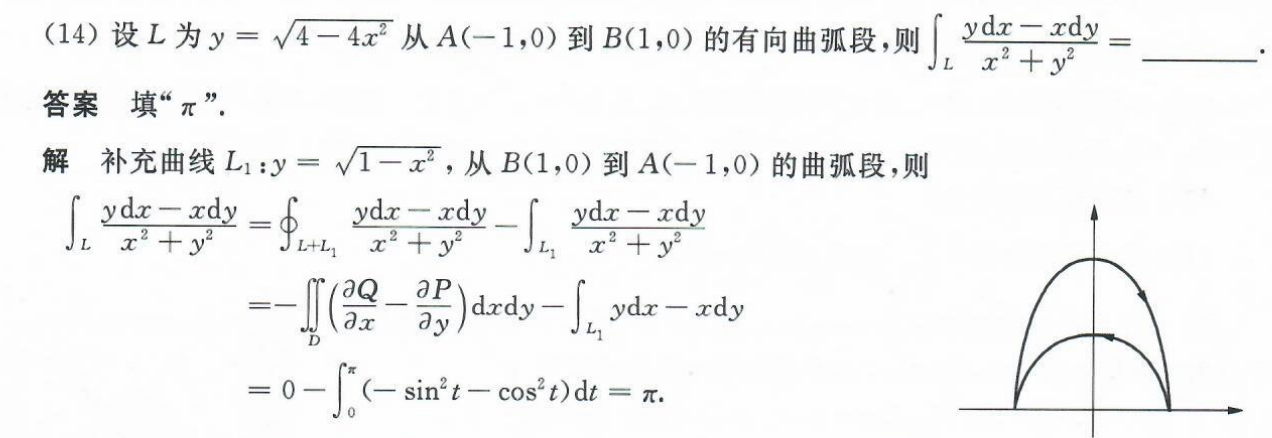 (14) 设 L 为 y = √(4 − 4x²) 从 A(−1,0) 到 B(1,0) 的有向曲弧段,则 ∫_L (ydx − xdy)/(x² + y²) = ______.
答案 填“π”.
解 补充曲线 L₁:y = √(1 − x²),从 B(1,0) 到 A(−1,0) 的曲弧段,则
∫_L (ydx − xdy)/(x² + y²) = ∮_{L+L₁} (ydx − xdy)/(x² + y²) − ∫_{L₁} (ydx − xdy)/(x² + y²)
= −∬_D (∂Q/∂x − ∂P/∂y)dxdy − ∫_{L₁} ydx − xdy
= 0 − ∫₀^π (− sin²t − cos²t)dt = π.